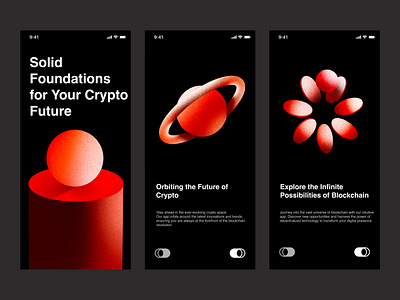 9:41
Solid
Foundations
for Your Crypto
Future
9:41
Orbiting the Future of
Crypto
Stay ahead in the ever-evolving crypto space.
Our app orbits around the latest innovations and trends,
ensuring you are always at the forefront of the blockchain
revolution.
9:41
Explore the Infinite
Possibilities of Blockchain
Journey into the vast universe of blockchain with our intuitive
app. Discover new opportunities and harness the power of
decentralized technology to transform your digital presence.